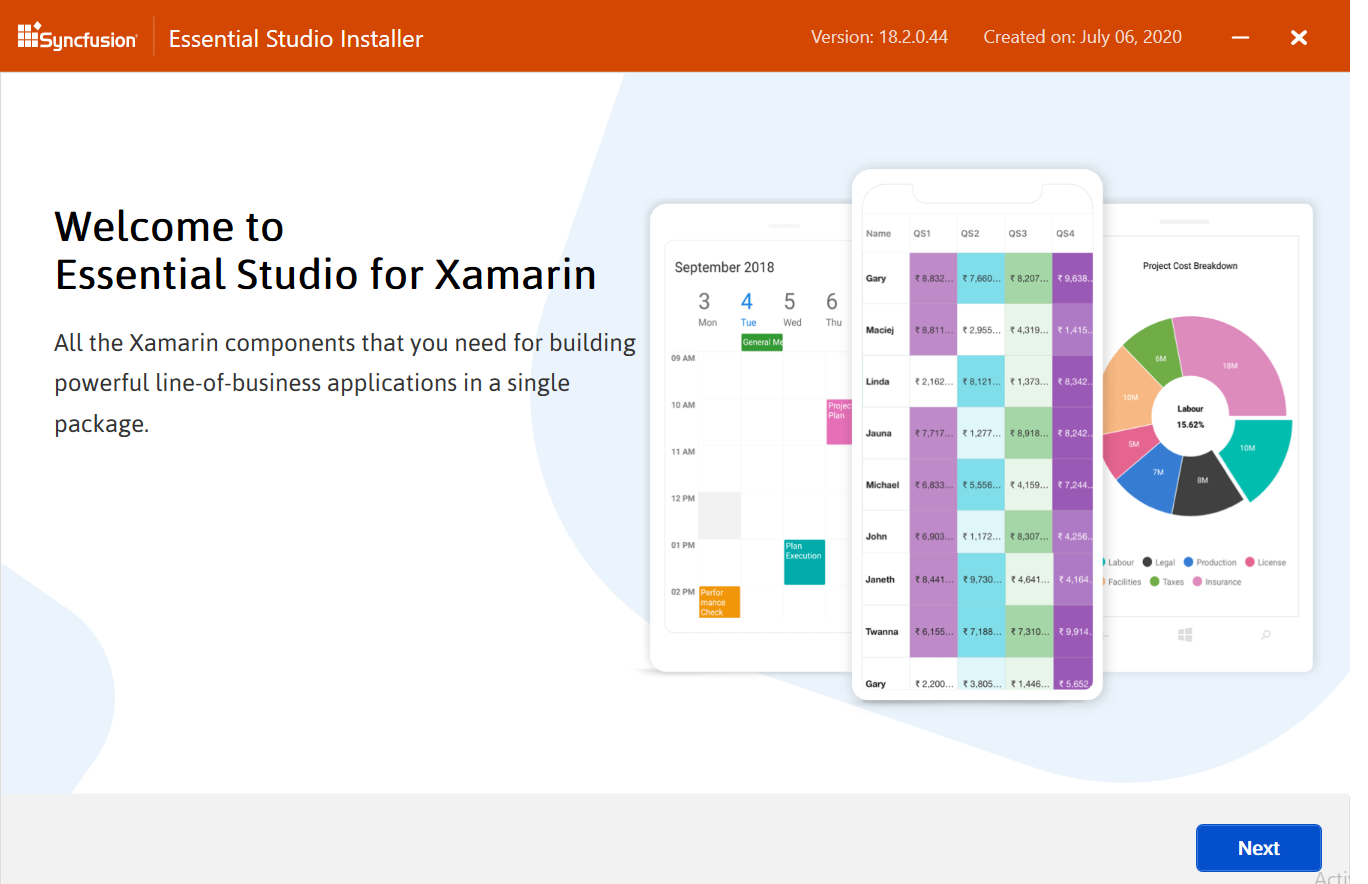 Syncfusion
Essential Studio Installer
Version: 18.2.0.44
Created on: July 06, 2020
Welcome to
Essential Studio for Xamarin
All the Xamarin components that you need for building
powerful line-of-business applications in a single
package.
September 2018
3 4 5 6
Mon Tue Wed Thu
General Me
09 AM
10 AM
Projec
Plan
11 AM
12 PM
01 PM
Plan
Execution
02 PM
Perfor
mance
Check
Name QS1 QS2 QS3 QS4
Gary ₹ 8,832... ₹ 7,660... ₹ 8,207... ₹ 9,638..
Maciej ₹ 8,811... ₹ 2,955... ₹ 4,319... ₹ 1,415..
Linda ₹ 2,162... ₹ 8,121... ₹ 1,373... ₹ 8,342..
Jauna ₹ 7,717... ₹ 1,277... ₹ 8,918... ₹ 8,242..
Michael ₹ 6,833... ₹ 5,556... ₹ 4,159... ₹ 7,244..
John ₹ 6,903... ₹ 1,172... ₹ 8,307... ₹ 4,256..
Janeth ₹ 8,441... ₹ 9,730... ₹ 4,641... ₹ 4,164.
Twanna ₹ 6,155... ₹ 7,188... ₹ 7,310... ₹ 9,914.
Gary ₹ 2,200... ₹ 3,805... ₹ 1,446... ₹ 5,652
Project Cost Breakdown
6M
18M
10M
Labour
15.62%
5M
10M
7M
8M
Labour Legal Production License
Facilities Taxes Insurance
Next
Acti